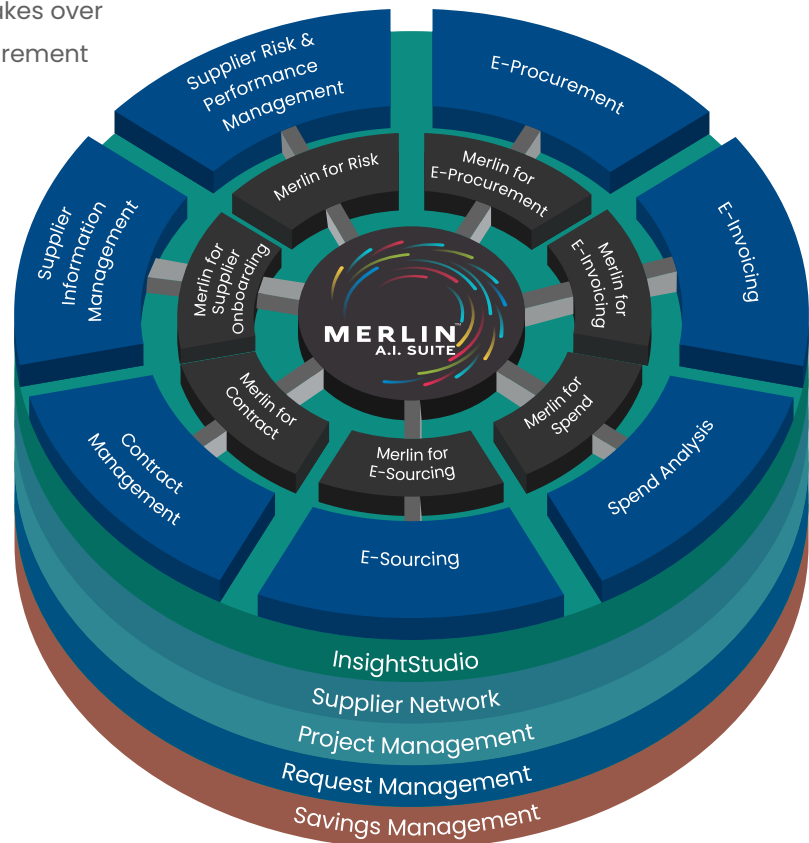 akes over
rement
Supplier Risk &
Performance
Management
E-Procurement
Supplier
Information
Management
E-Invoicing
Merlin for Risk
Merlin for
E-Procurement
Merlin for
Supplier
Onboarding
Merlin for
E-Invoicing
MERLIN™
A.I. SUITE
Merlin for
Contract
Merlin for
Spend
Merlin for
E-Sourcing
Contract
Management
Spend Analysis
E-Sourcing
InsightStudio
Supplier Network
Project Management
Request Management
Savings Management